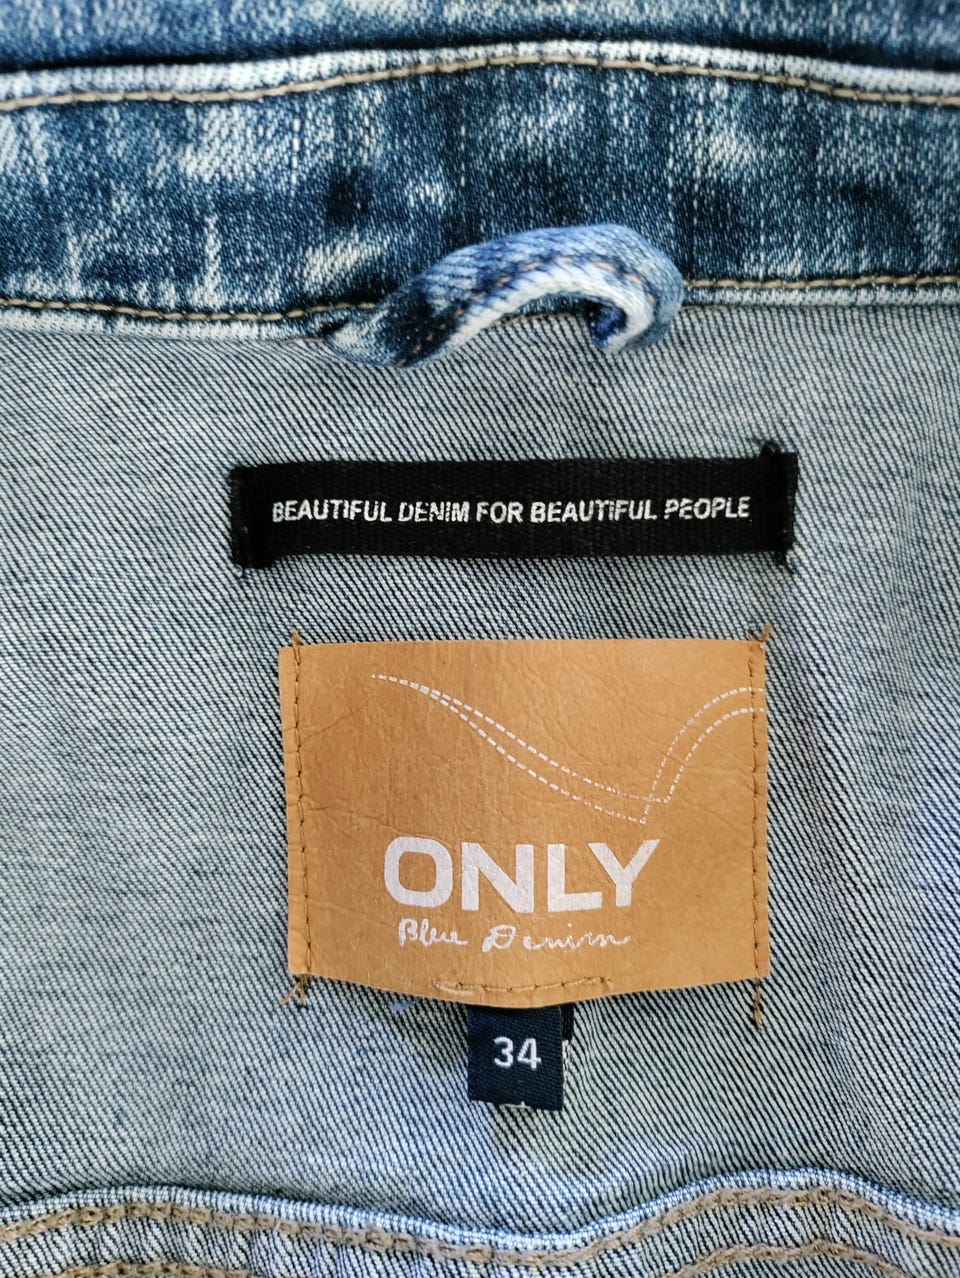 BEAUTIFUL DENIM FOR BEAUTIFUL PEOPLE
ONLY
Blue Denim
34